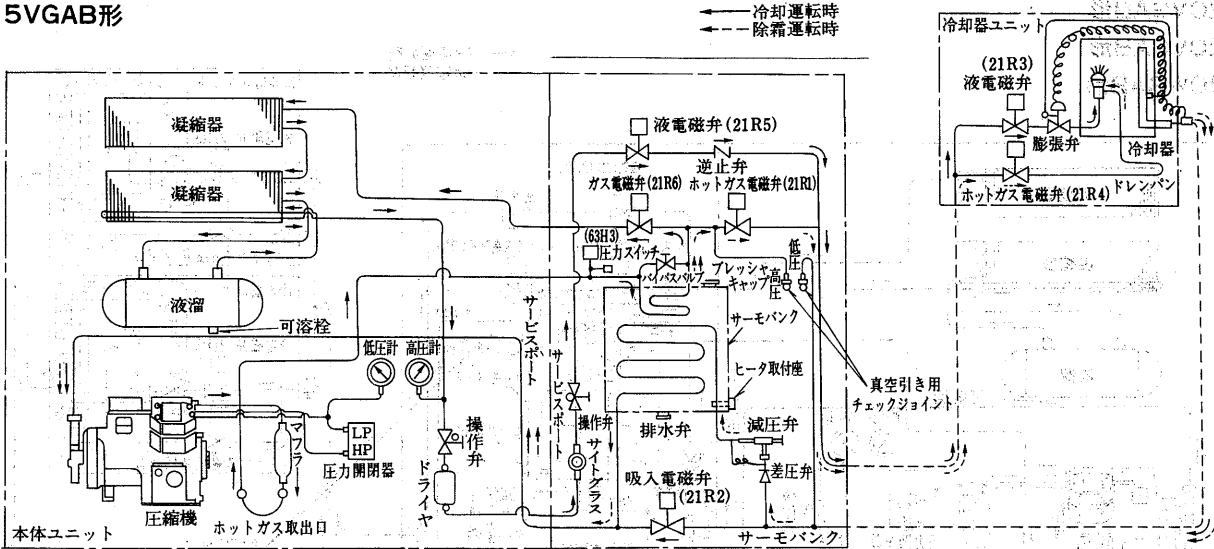 5VGAB形
冷却運転時
除霜運転時
冷却器ユニット
(21R3)
液電磁弁
膨張弁
冷却器
ホットガス電磁弁(21R4)
ドレンパン
凝縮器
凝縮器
液溜
可溶栓
液電磁弁(21R5)
逆止弁
ガス電磁弁(21R6)
ホットガス電磁弁(21R1)
(63H3)
圧力スイッチ
バイパスバルブ
プレッシャ
キャップ
高圧
低圧
サーモバンク
ヒータ取付座
真空引き用
チェックジョイント
排水弁
減圧弁
差圧弁
吸入電磁弁
(21R2)
サーモバンク
サービスポート
サービスポート
操作弁
サイトグラス
低圧計
高圧計
操作弁
ドライヤ
LP
HP
圧力開閉器
マフラ
圧縮機
ホットガス取出口
本体ユニット